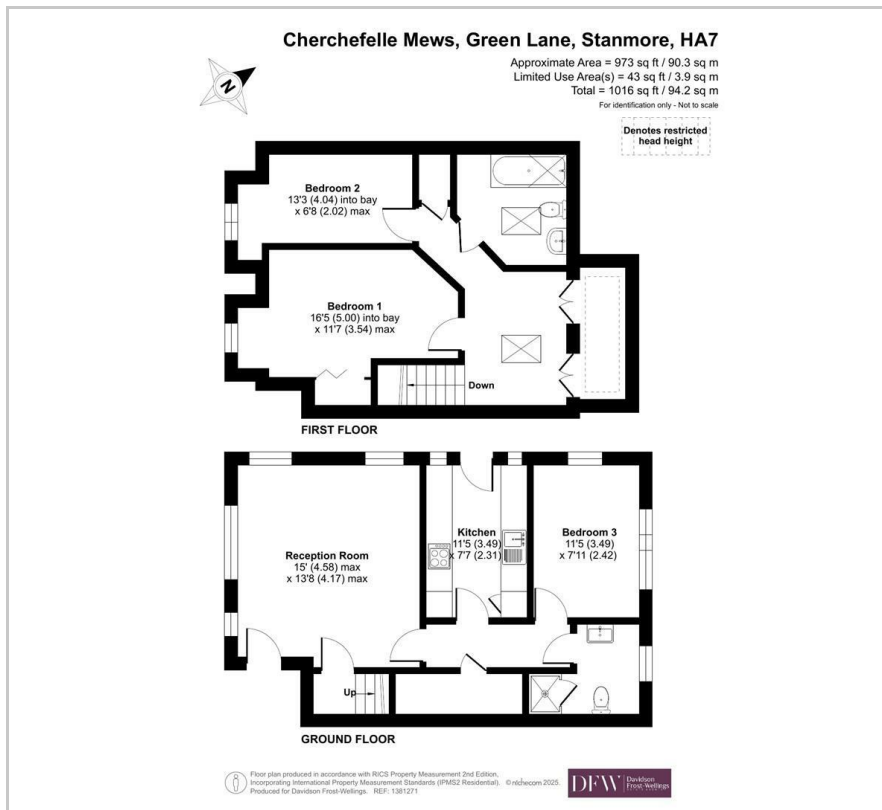 Cherchefelle Mews, Green Lane, Stanmore, HA7
Approximate Area = 973 sq ft / 90.3 sq m
Limited Use Area(s) = 43 sq ft / 3.9 sq m
Total = 1016 sq ft / 94.2 sq m
For identification only - Not to scale
N
Denotes restricted
head height
Bedroom 2
13'3 (4.04) into bay
x 6'8 (2.02) max
Bedroom 1
16'5 (5.00) into bay
x 11'7 (3.54) max
Down
FIRST FLOOR
Kitchen
11'5 (3.49)
x 7'7 (2.31)
Bedroom 3
11'5 (3.49)
x 7'11 (2.42)
Reception Room
15' (4.58) max
x 13'8 (4.17) max
Up
GROUND FLOOR
Floor plan produced in accordance with RICS Property Measurement 2nd Edition,
Incorporating International Property Measurement Standards (IPMS2 Residential). © nichecom 2025.
Produced for Davidson Frost-Wellings. REF: 1381271
DFW Davidson
Frost-Wellings